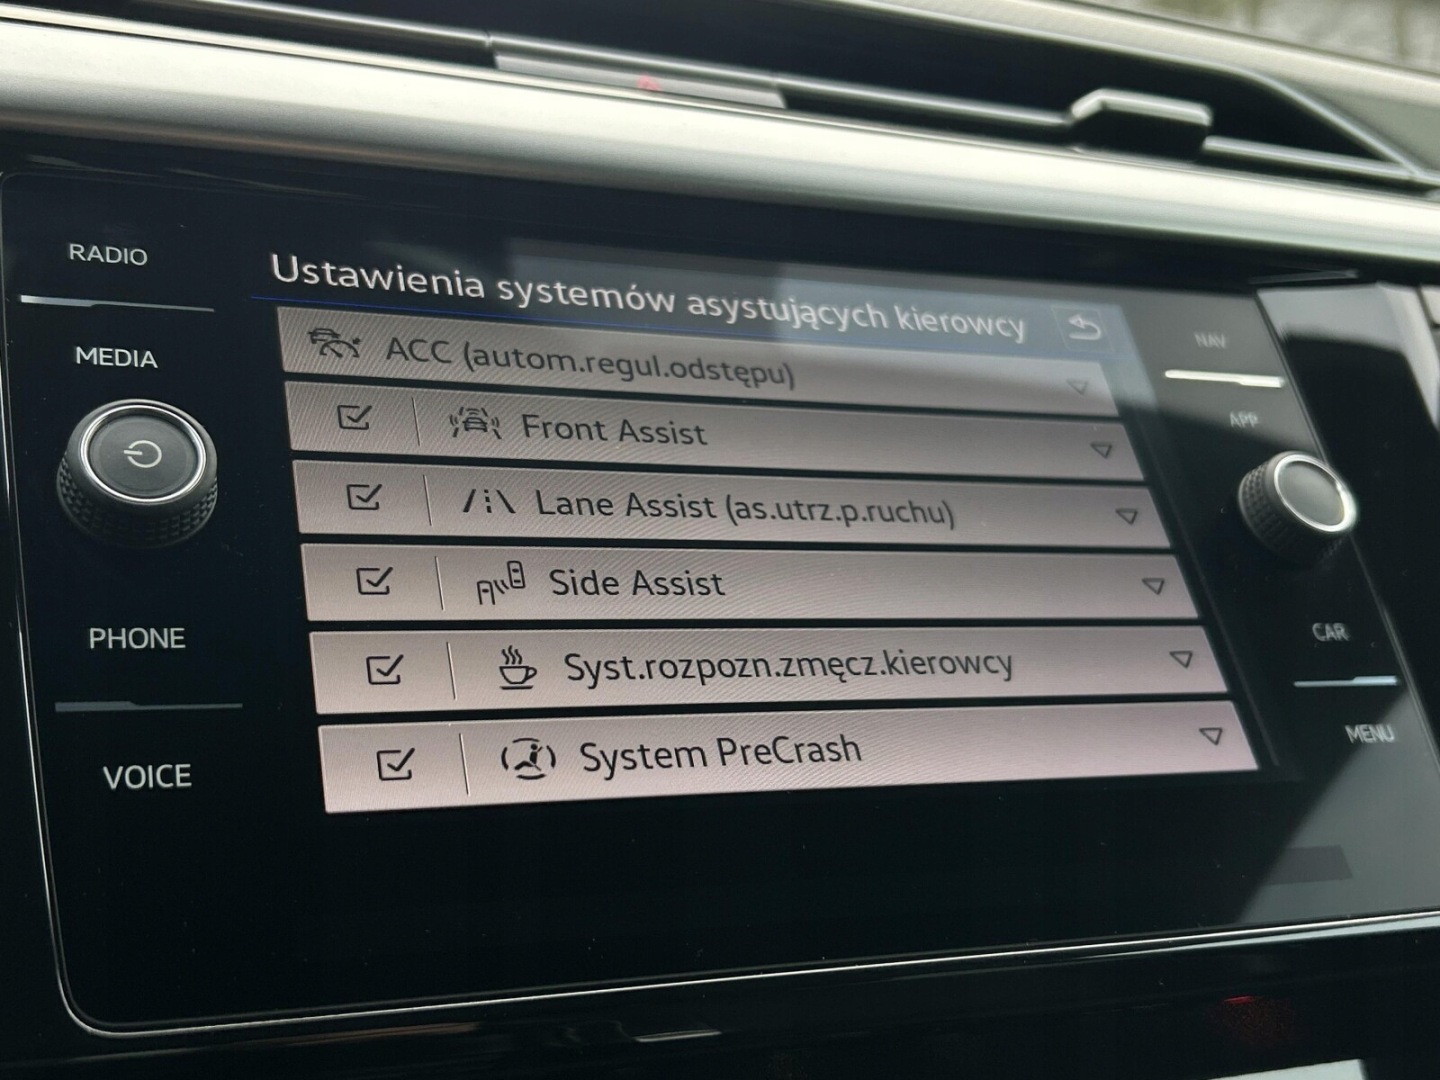 RADIO
MEDIA
PHONE
VOICE
Ustawienia systemów asystujących kierowcy
ACC (autom.regul.odstępu)
Front Assist
Lane Assist (as.utrz.p.ruchu)
Side Assist
Syst.rozpozn.zmęcz.kierowcy
System PreCrash
NAV
APP
CAR
MENU